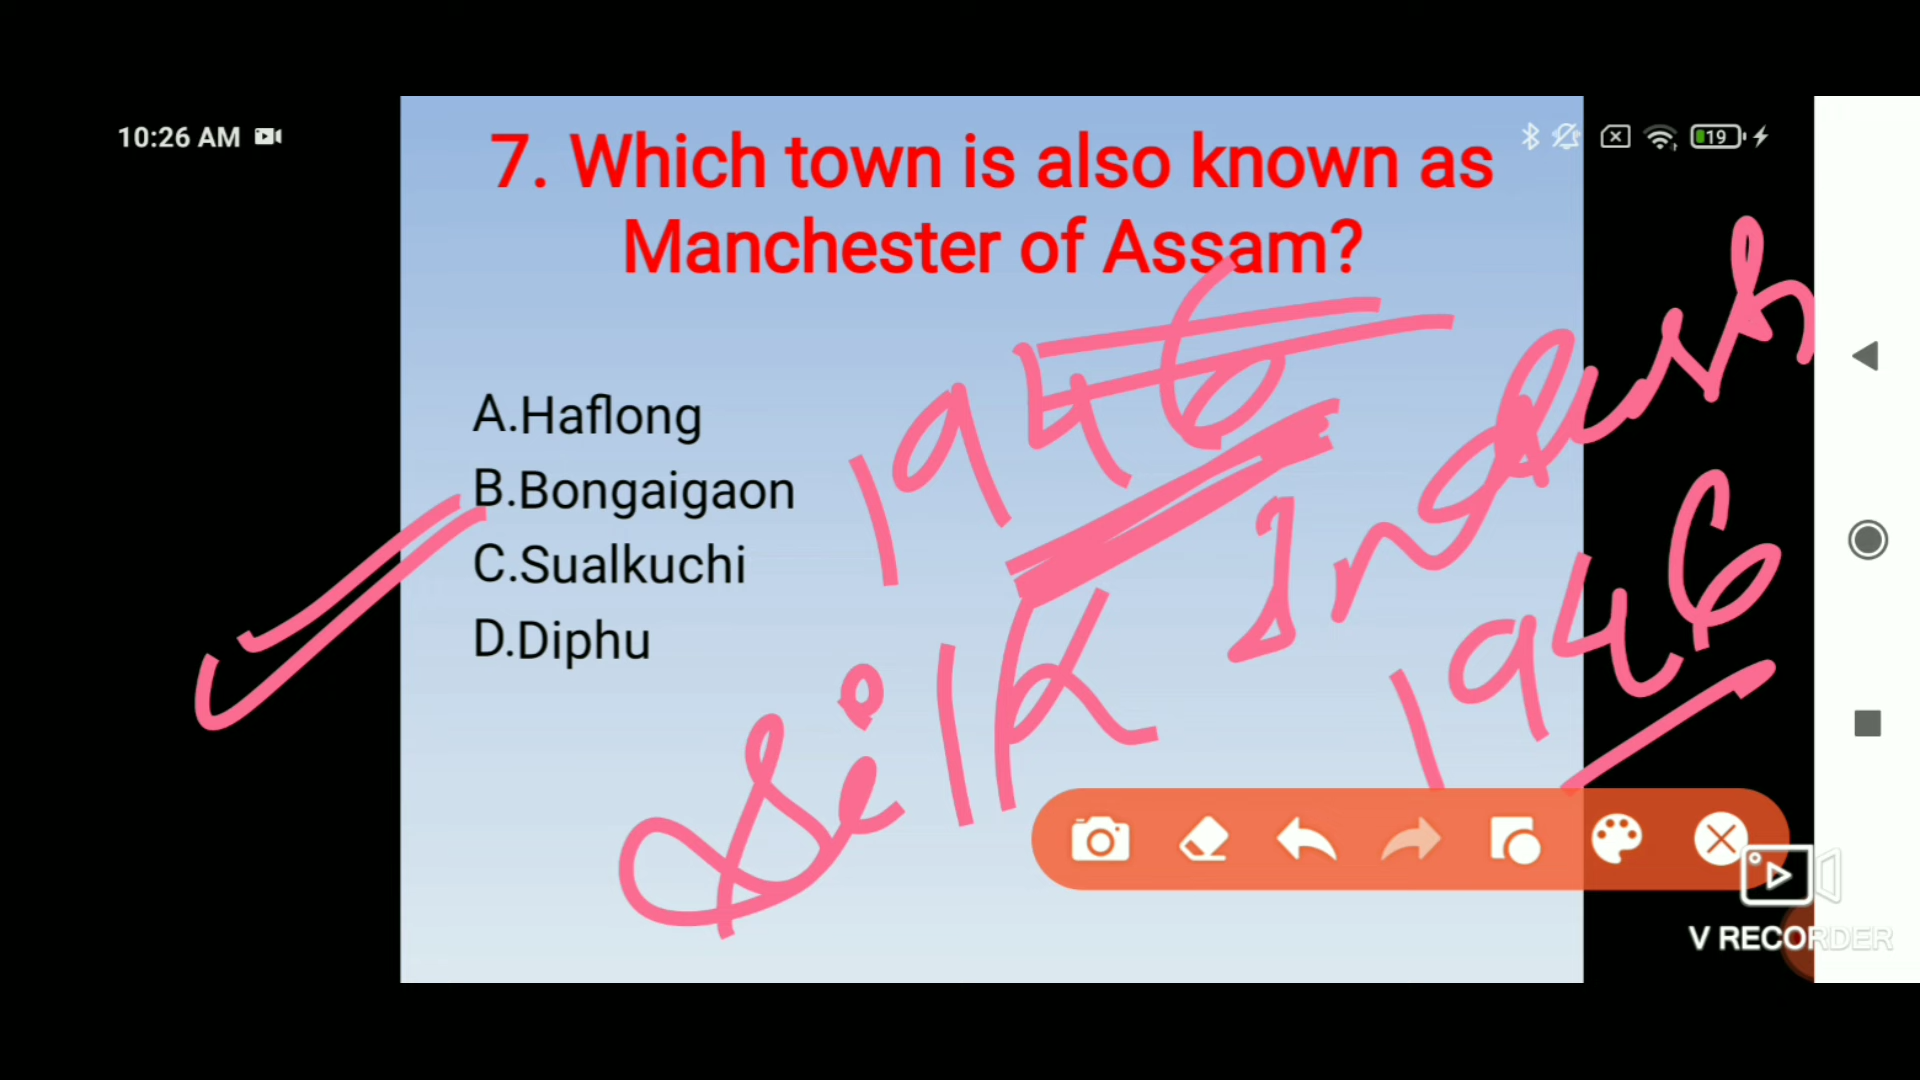 10:26 AM
19
7. Which town is also known as
Manchester of Assam?
A.Haflong
B.Bongaigaon
C.Sualkuchi
D.Diphu
1946
Silk
1946
V RECORDER